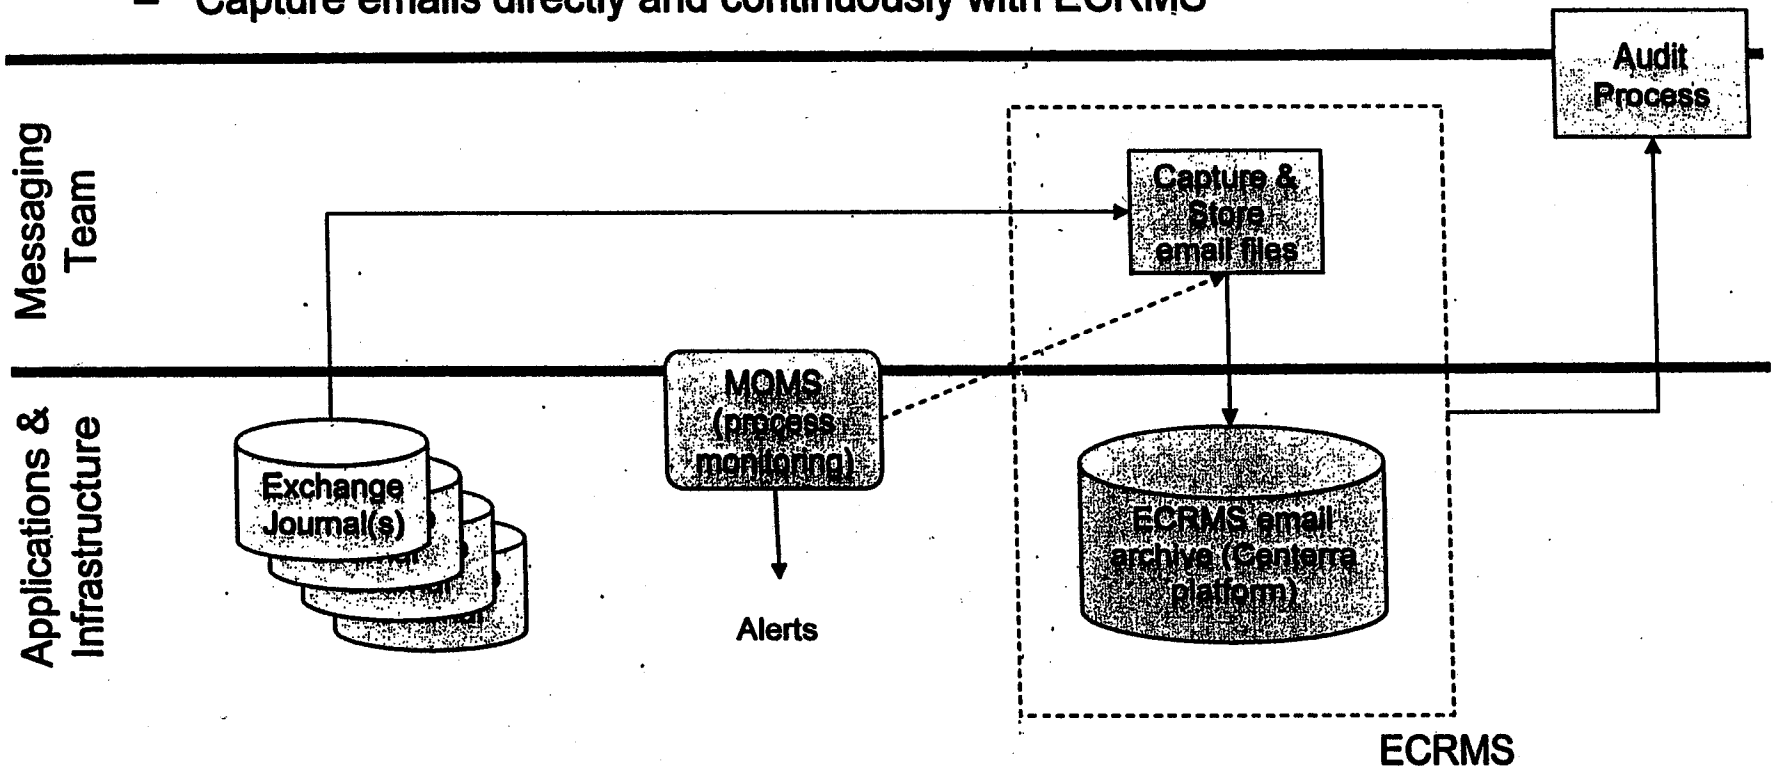 – Capture emails directly and continuously with ECRMS
Audit
Process
Messaging
Team
Capture &
Store
email files
Applications &
Infrastructure
MOMS
(process
monitoring)
Exchange
Journal(s)
ECRMS email
archive (Centerra
platform)
Alerts
ECRMS